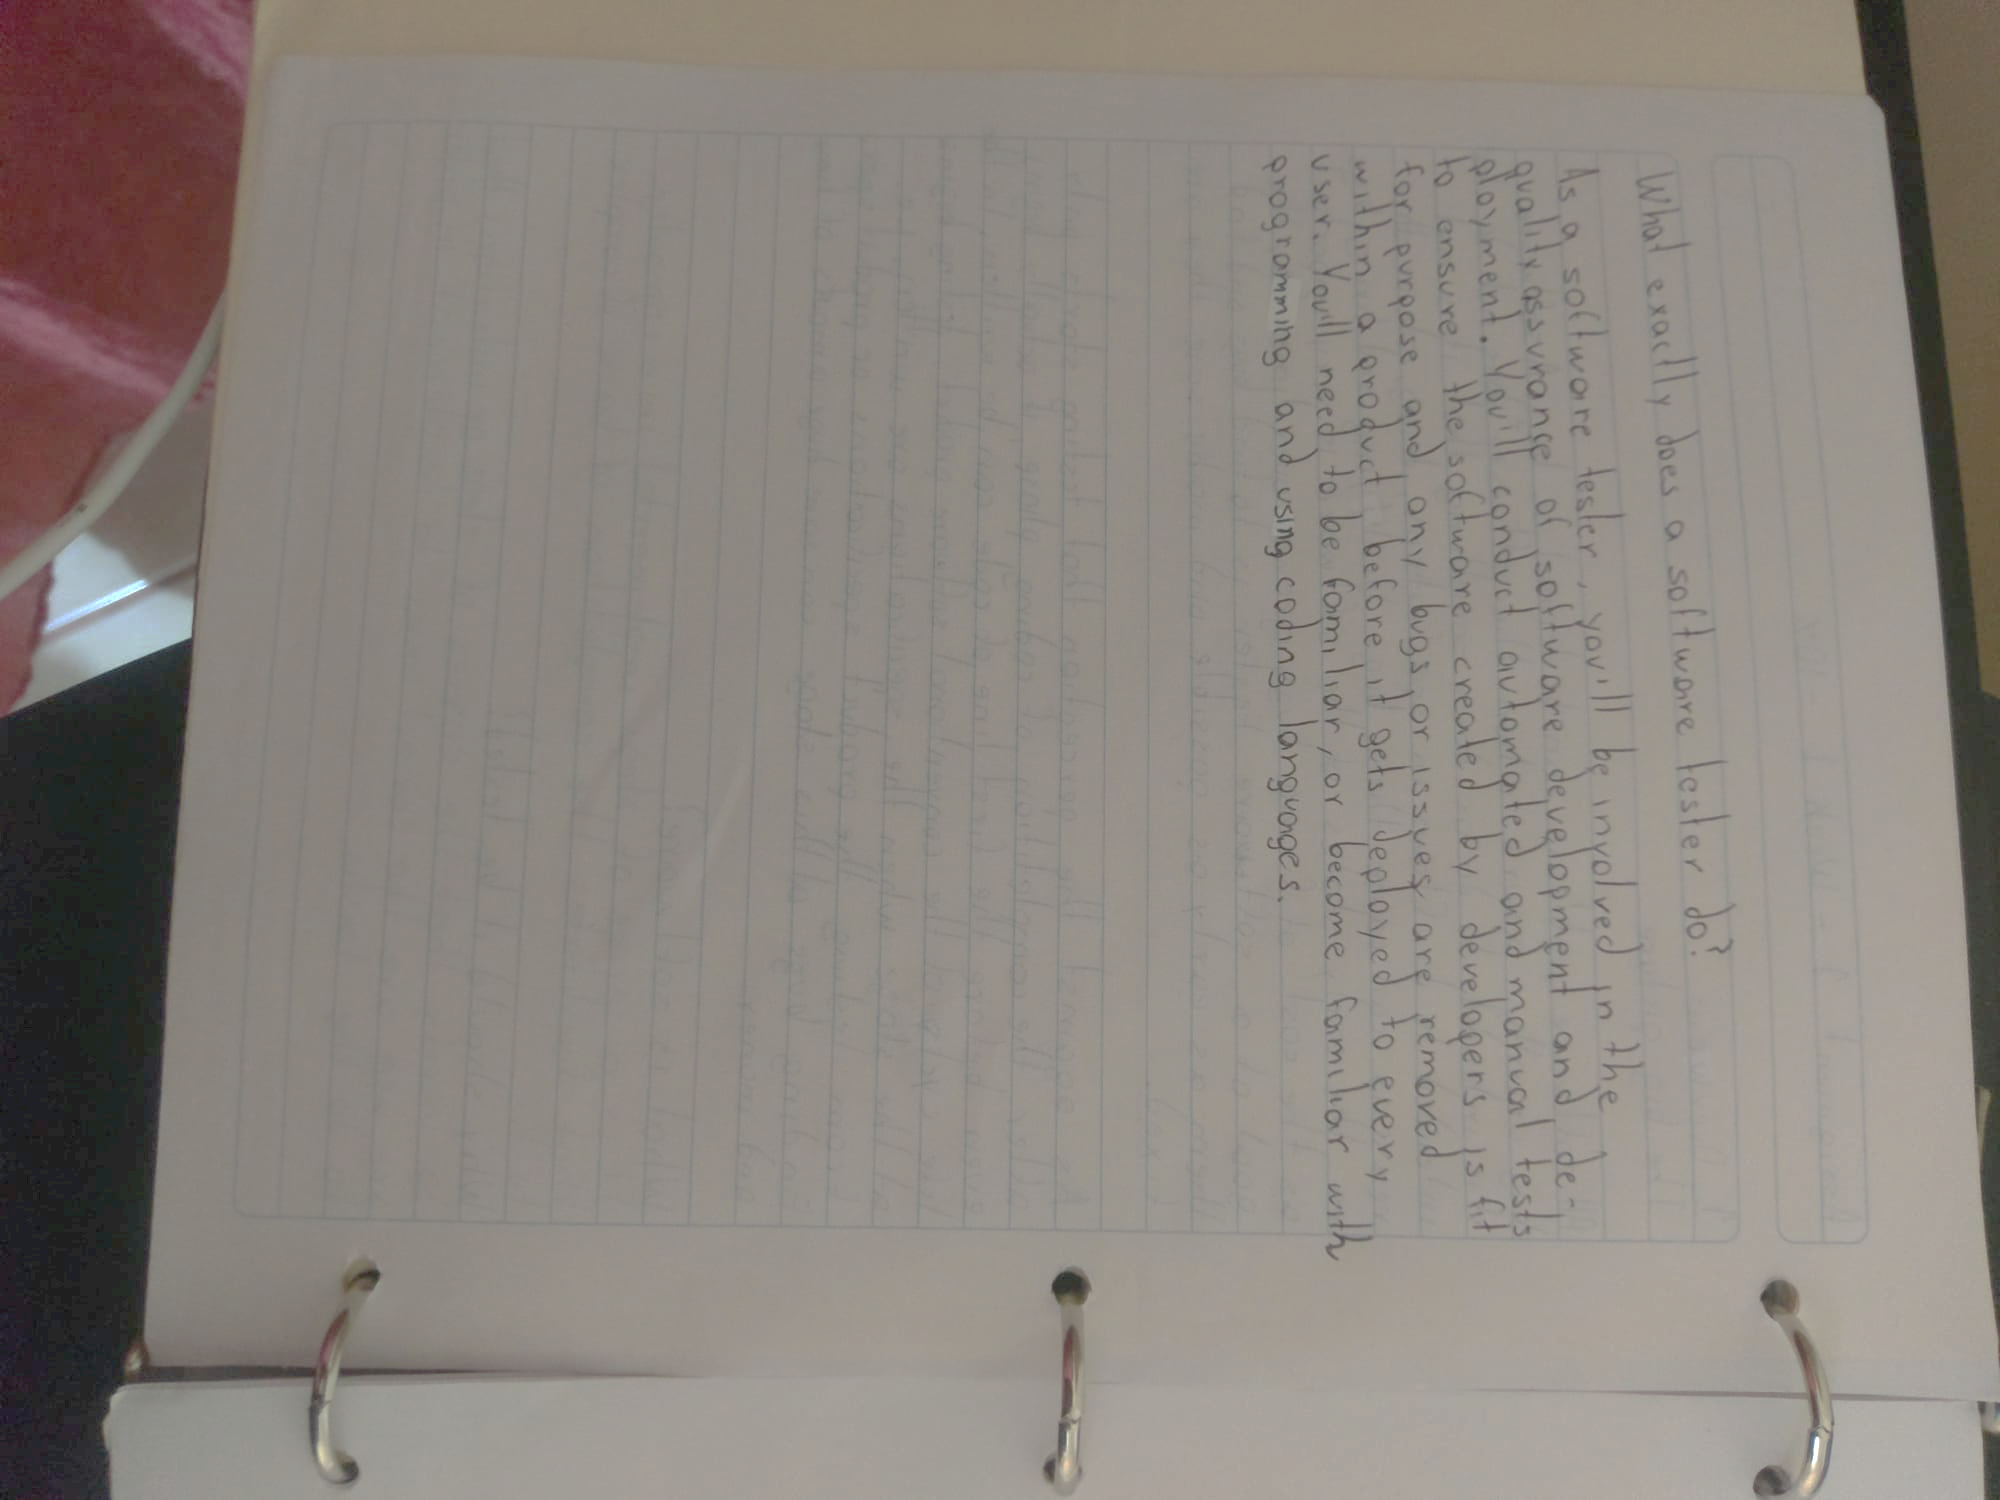 What exactly does a software tester do?
As a software tester, you'll be involved in the
quality assurance of software development and de-
ployment. You'll conduct automated and manual tests
to ensure the software created by developers is fit
for purpose and any bugs or issues are removed
within a product before it gets deployed to every
user. You'll need to be familiar, or become familiar with
programming and using coding languages.